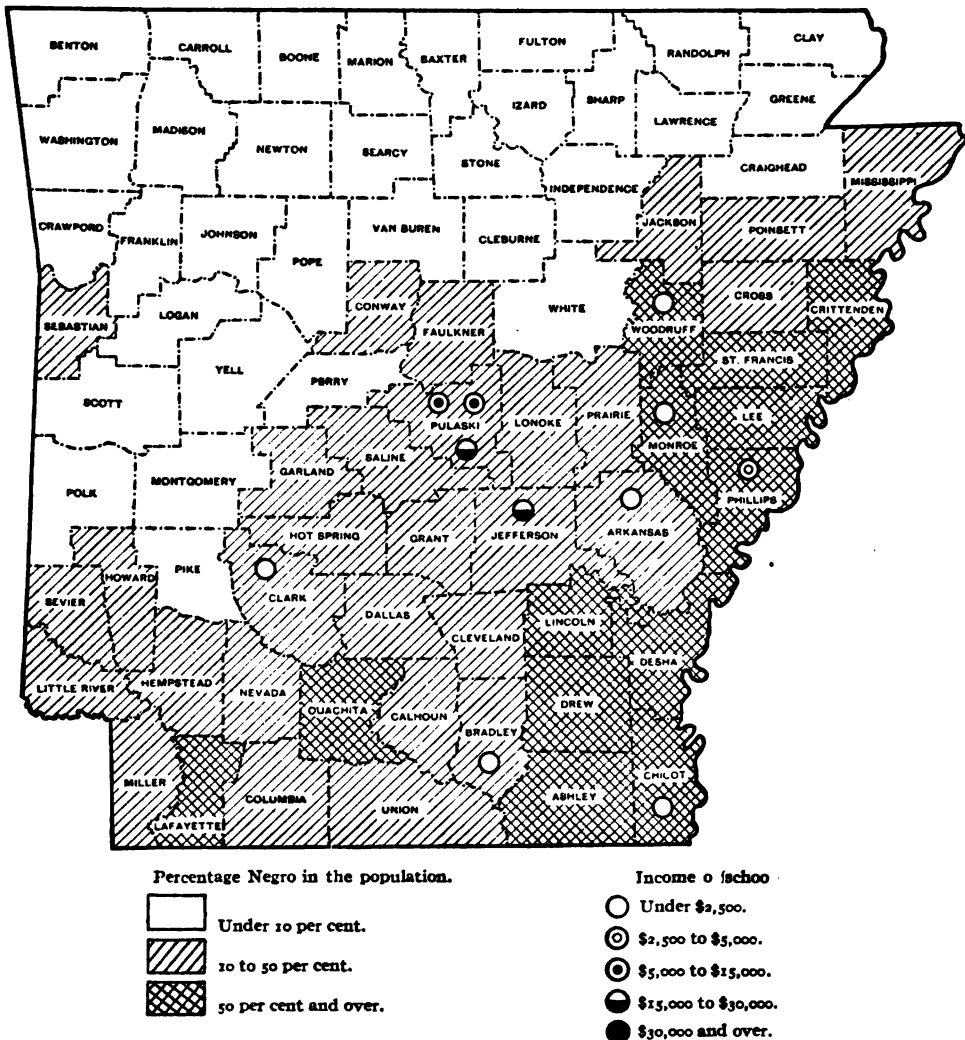 BENTON
CARROLL
BOONE
MARION
BAXTER
FULTON
RANDOLPH
CLAY
IZARD
SHARP
GREENE
LAWRENCE
WASHINGTON
MADISON
NEWTON
SEARCY
STONE
CRAIGHEAD
MISSISSIPPI
INDEPENDENCE
JACKSON
CRAWFORD
FRANKLIN
JOHNSON
VAN BUREN
CLEBURNE
POINSETT
POPE
CONWAY
WHITE
CROSS
CRITTENDEN
SEBASTIAN
LOGAN
FAULKNER
WOODRUFF
ST. FRANCIS
YELL
PERRY
SCOTT
PULASKI
LONOKE
PRAIRIE
LEE
MONROE
SALINE
GARLAND
POLK
MONTGOMERY
PHILLIPS
HOT SPRING
GRANT
JEFFERSON
ARKANSAS
PIKE
HOWARD
SEVIER
CLARK
DALLAS
CLEVELAND
LINCOLN
DESHA
LITTLE RIVER
HEMPSTEAD
NEVADA
OUACHITA
CALHOUN
BRADLEY
DREW
CHICOT
MILLER
COLUMBIA
UNION
ASHLEY
LAFAYETTE
Percentage Negro in the population.
Under 10 per cent.
10 to 50 per cent.
50 per cent and over.
Income o schoo
Under $2,500.
$2,500 to $5,000.
$5,000 to $15,000.
$15,000 to $30,000.
$30,000 and over.